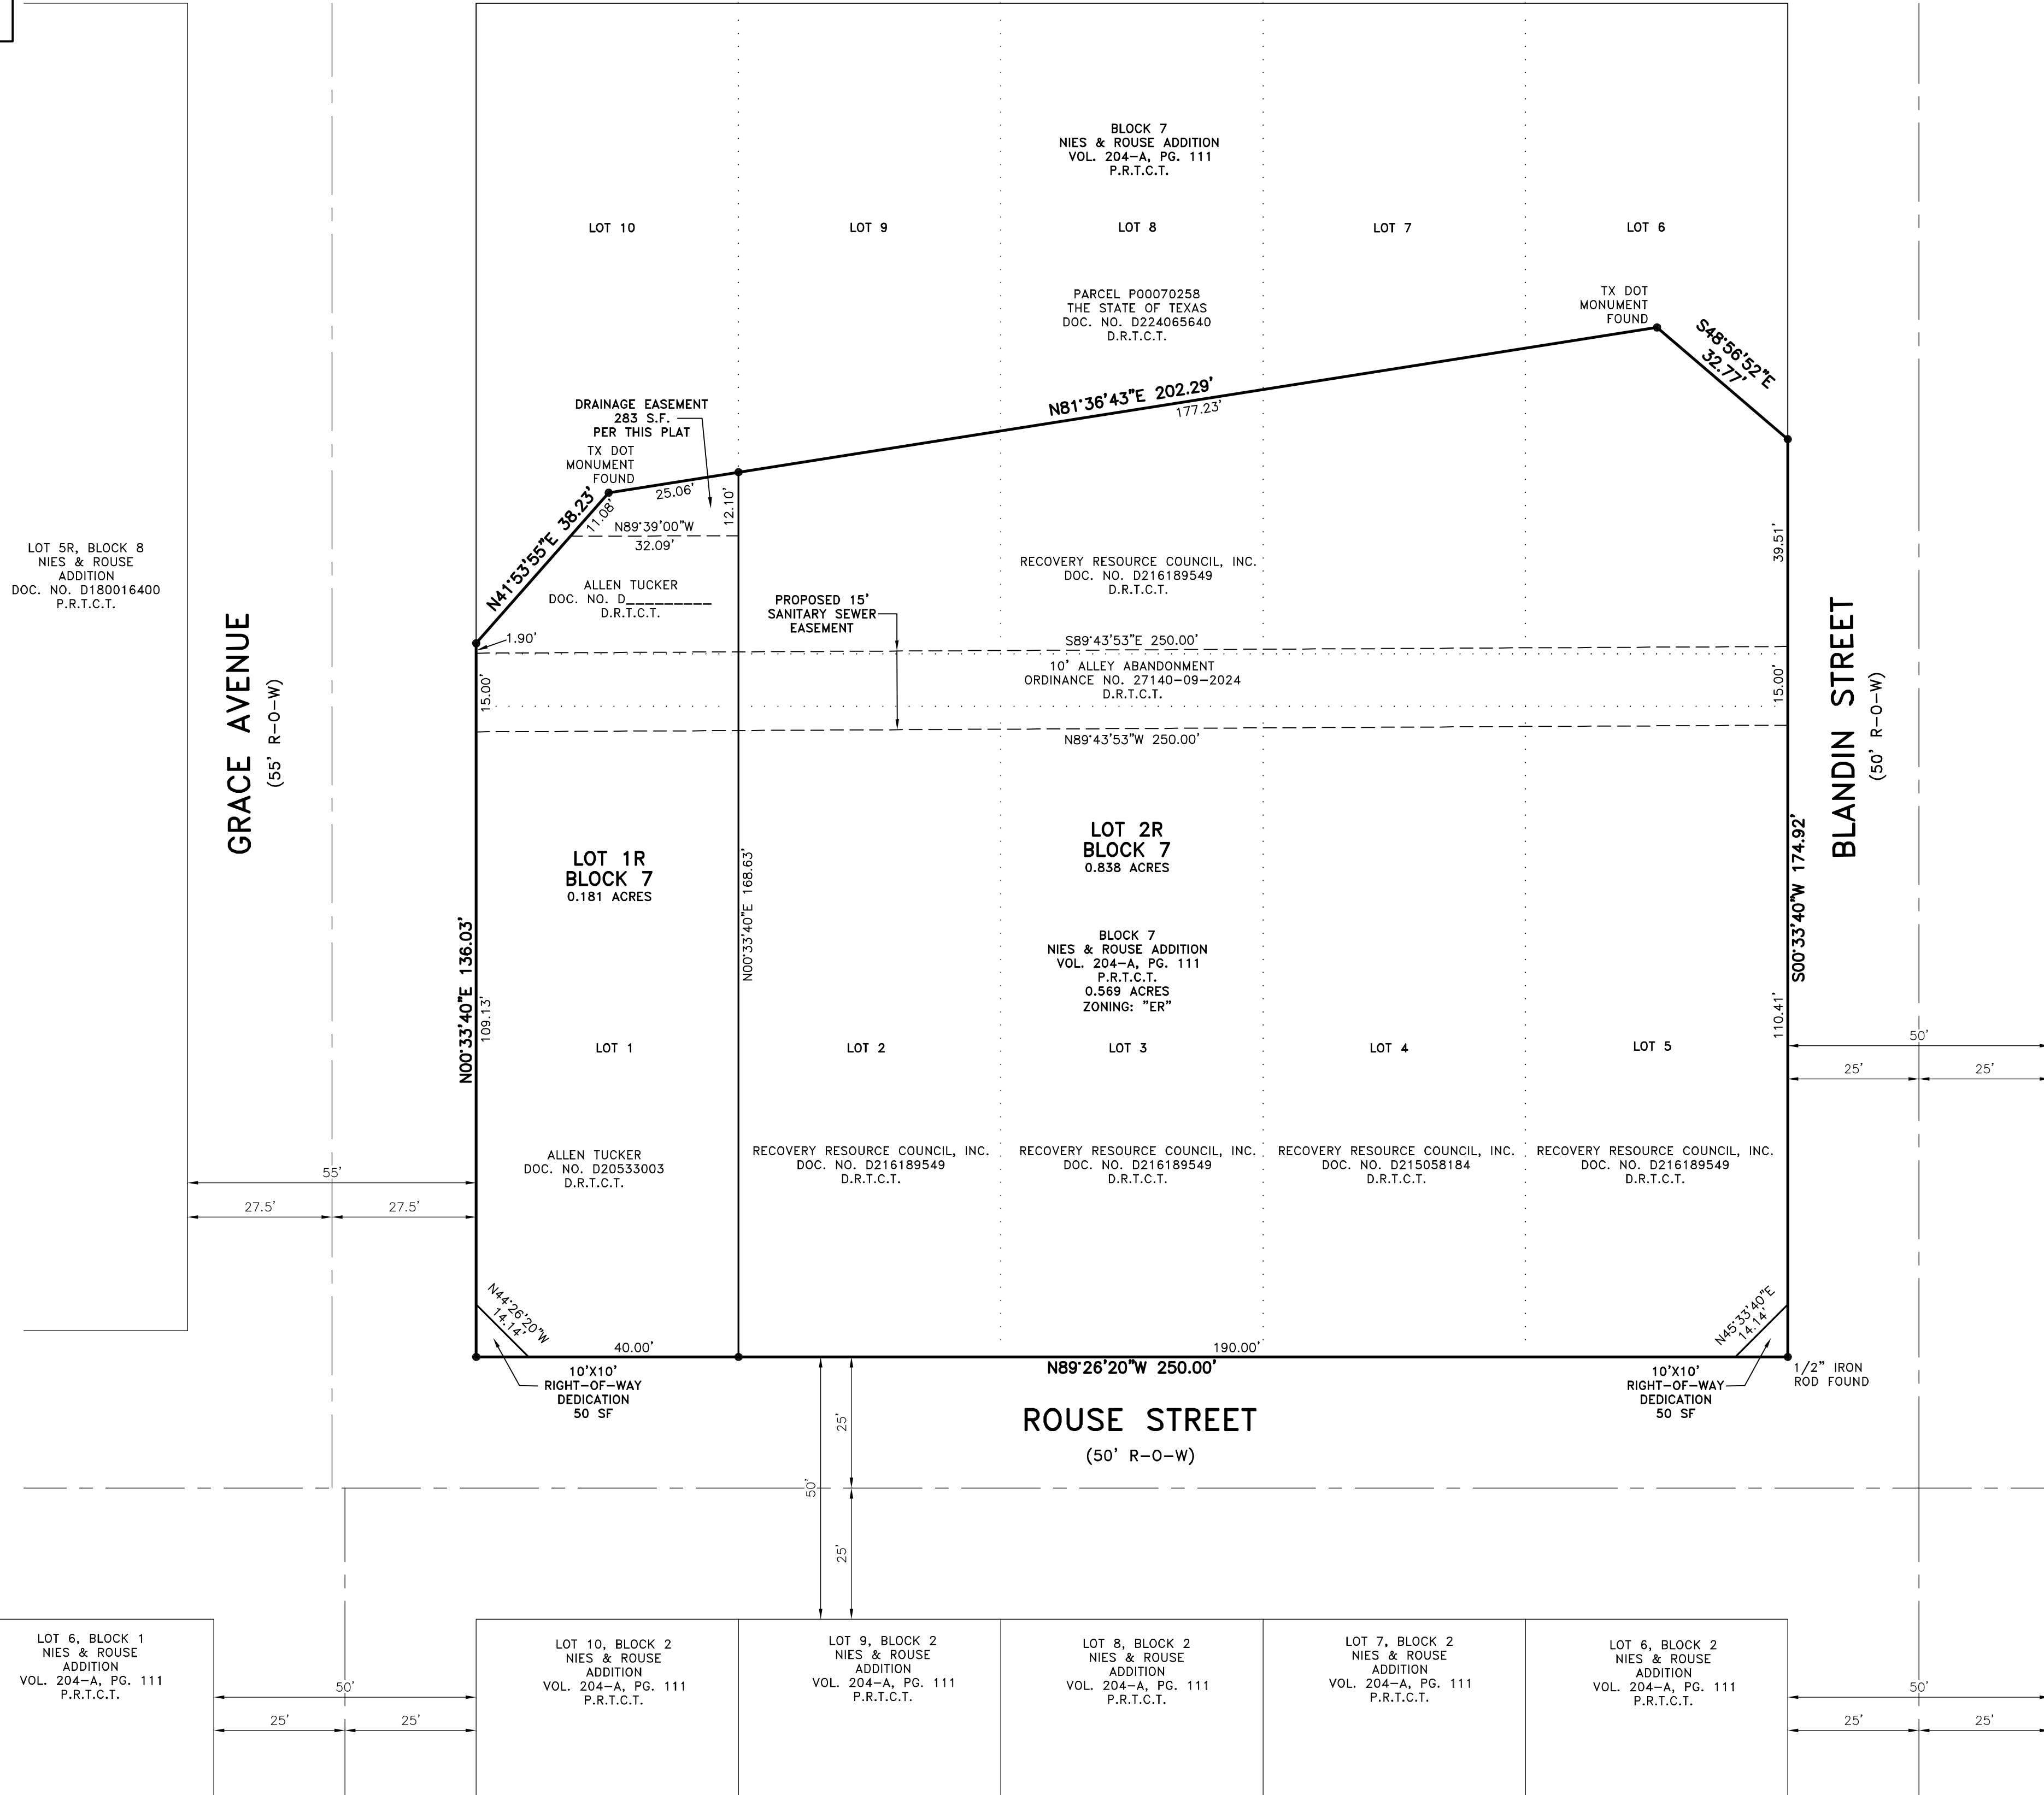 BLOCK 7
NIES & ROUSE ADDITION
VOL. 204-A, PG. 111
P.R.T.C.T.
LOT 10
LOT 9
LOT 8
LOT 7
LOT 6
PARCEL P00070258
THE STATE OF TEXAS
DOC. NO. D224065640
D.R.T.C.T.
TX DOT
MONUMENT
FOUND
S48°56'52"E
32.77'
N81°36'43"E 202.29'
177.23'
DRAINAGE EASEMENT
283 S.F.
PER THIS PLAT
TX DOT
MONUMENT
FOUND
25.06'
12.10'
N41°53'55"E 38.23'
11.08'
N89°39'00"W
32.09'
39.51'
LOT 5R, BLOCK 8
NIES & ROUSE
ADDITION
DOC. NO. D180016400
P.R.T.C.T.
RECOVERY RESOURCE COUNCIL, INC.
DOC. NO. D216189549
D.R.T.C.T.
ALLEN TUCKER
DOC. NO. D__________
D.R.T.C.T.
PROPOSED 15'
SANITARY SEWER
EASEMENT
1.90'
S89°43'53"E 250.00'
10' ALLEY ABANDONMENT
ORDINANCE NO. 27140-09-2024
D.R.T.C.T.
15.00'
15.00'
N89°43'53"W 250.00'
GRACE AVENUE
(55' R-O-W)
BLANDIN STREET
(50' R-O-W)
LOT 1R
BLOCK 7
0.181 ACRES
LOT 2R
BLOCK 7
0.838 ACRES
N00°33'40"E 168.63'
S00°33'40"W 174.92'
BLOCK 7
NIES & ROUSE ADDITION
VOL. 204-A, PG. 111
P.R.T.C.T.
0.569 ACRES
ZONING: "ER"
N00°33'40"E 136.03'
109.13'
110.41'
LOT 1
LOT 2
LOT 3
LOT 4
LOT 5
50'
25'
25'
ALLEN TUCKER
DOC. NO. D20533003
D.R.T.C.T.
RECOVERY RESOURCE COUNCIL, INC.
DOC. NO. D216189549
D.R.T.C.T.
RECOVERY RESOURCE COUNCIL, INC.
DOC. NO. D216189549
D.R.T.C.T.
RECOVERY RESOURCE COUNCIL, INC.
DOC. NO. D215058184
D.R.T.C.T.
RECOVERY RESOURCE COUNCIL, INC.
DOC. NO. D216189549
D.R.T.C.T.
55'
27.5'
27.5'
N44°26'20"W
14.14'
N45°33'40"E
14.14'
40.00'
190.00'
N89°26'20"W 250.00'
10'X10'
RIGHT-OF-WAY
DEDICATION
50 SF
10'X10'
RIGHT-OF-WAY
DEDICATION
50 SF
1/2" IRON
ROD FOUND
ROUSE STREET
(50' R-O-W)
25'
50'
25'
LOT 6, BLOCK 1
NIES & ROUSE
ADDITION
VOL. 204-A, PG. 111
P.R.T.C.T.
LOT 10, BLOCK 2
NIES & ROUSE
ADDITION
VOL. 204-A, PG. 111
P.R.T.C.T.
LOT 9, BLOCK 2
NIES & ROUSE
ADDITION
VOL. 204-A, PG. 111
P.R.T.C.T.
LOT 8, BLOCK 2
NIES & ROUSE
ADDITION
VOL. 204-A, PG. 111
P.R.T.C.T.
LOT 7, BLOCK 2
NIES & ROUSE
ADDITION
VOL. 204-A, PG. 111
P.R.T.C.T.
LOT 6, BLOCK 2
NIES & ROUSE
ADDITION
VOL. 204-A, PG. 111
P.R.T.C.T.
50'
25'
25'
50'
25'
25'